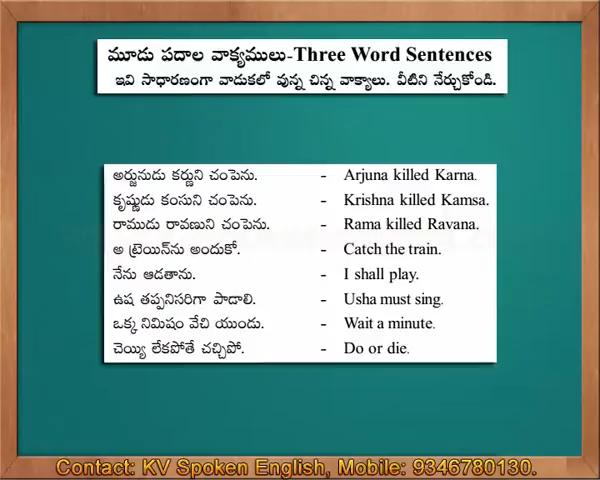 మూడు పదాల వాక్యములు-Three Word Sentences
ఇవి సాధారణంగా వాడుకలో వున్న చిన్న వాక్యాలు. వీటిని నేర్చుకోండి.
అర్జునుడు కర్ణుని చంపెను. - Arjuna killed Karna.
కృష్ణుడు కంసుని చంపెను. - Krishna killed Kamsa.
రాముడు రావణుని చంపెను. - Rama killed Ravana.
ఆ ట్రెయిన్‌ను అందుకో. - Catch the train.
నేను ఆడతాను. - I shall play.
ఉష తప్పనిసరిగా పాడాలి. - Usha must sing.
ఒక్క నిమిషం వేచి యుండు. - Wait a minute.
చెయ్యి లేకపోతే చచ్చిపో. - Do or die.
Contact: KV Spoken English, Mobile: 9346780130.